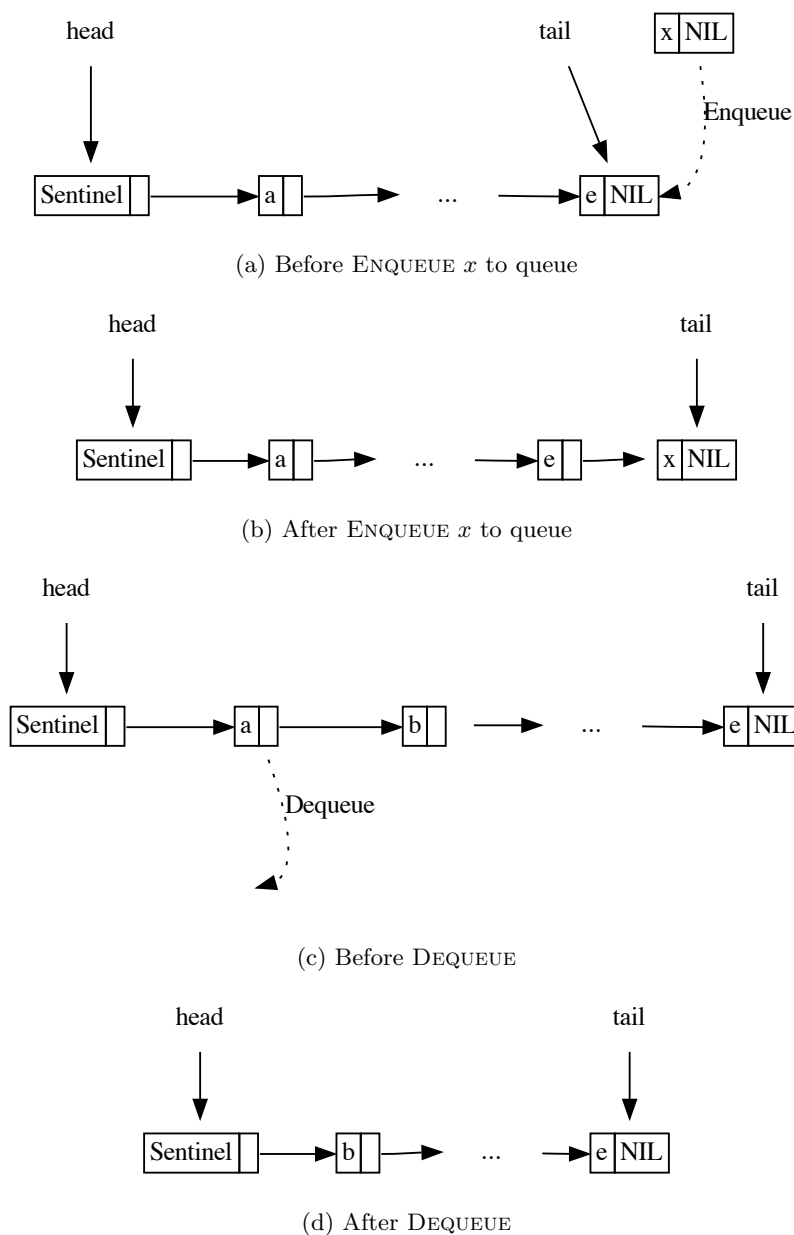 head tail x NIL
Enqueue
Sentinel a ... e NIL
(a) Before ENQUEUE x to queue
head tail
Sentinel a ... e x NIL
(b) After ENQUEUE x to queue
head tail
Sentinel a b ... e NIL
Dequeue
(c) Before DEQUEUE
head tail
Sentinel b ... e NIL
(d) After DEQUEUE